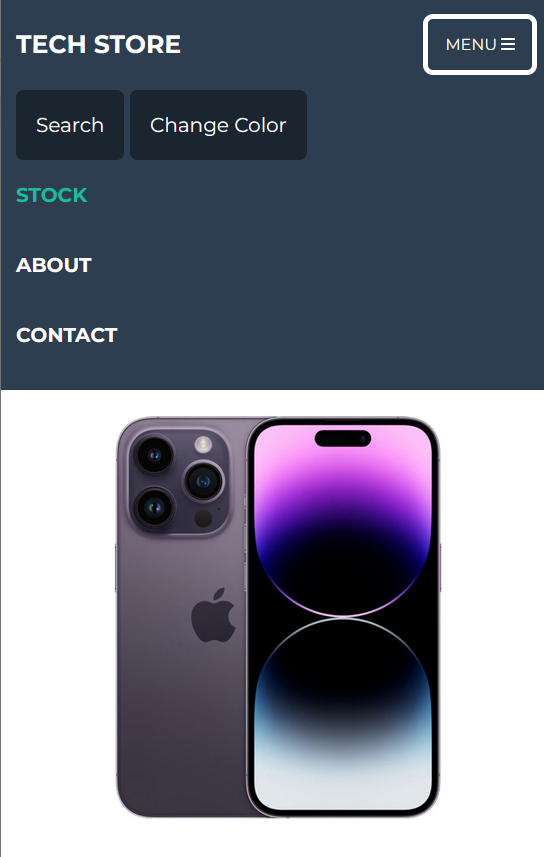 TECH STORE
MENU
Search
Change Color
STOCK
ABOUT
CONTACT